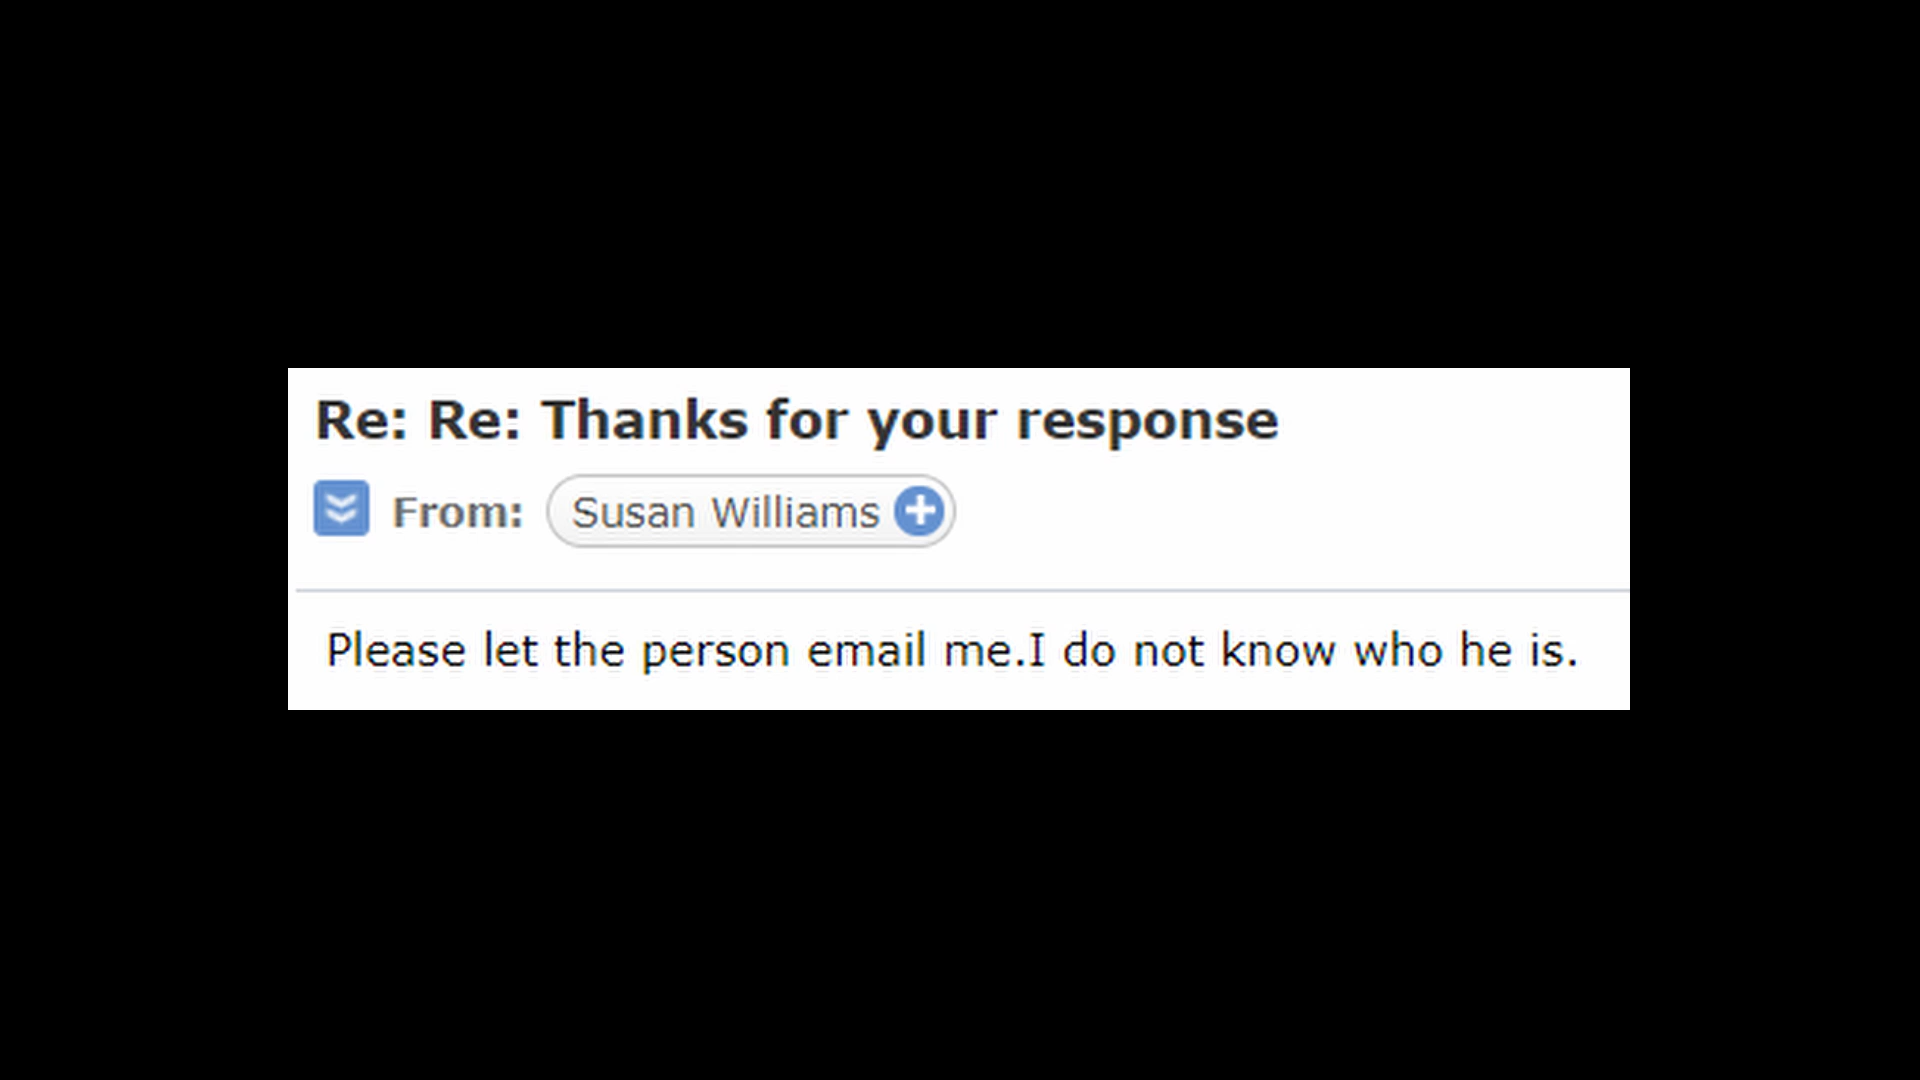 Re: Re: Thanks for your response
From: Susan Williams
Please let the person email me.I do not know who he is.